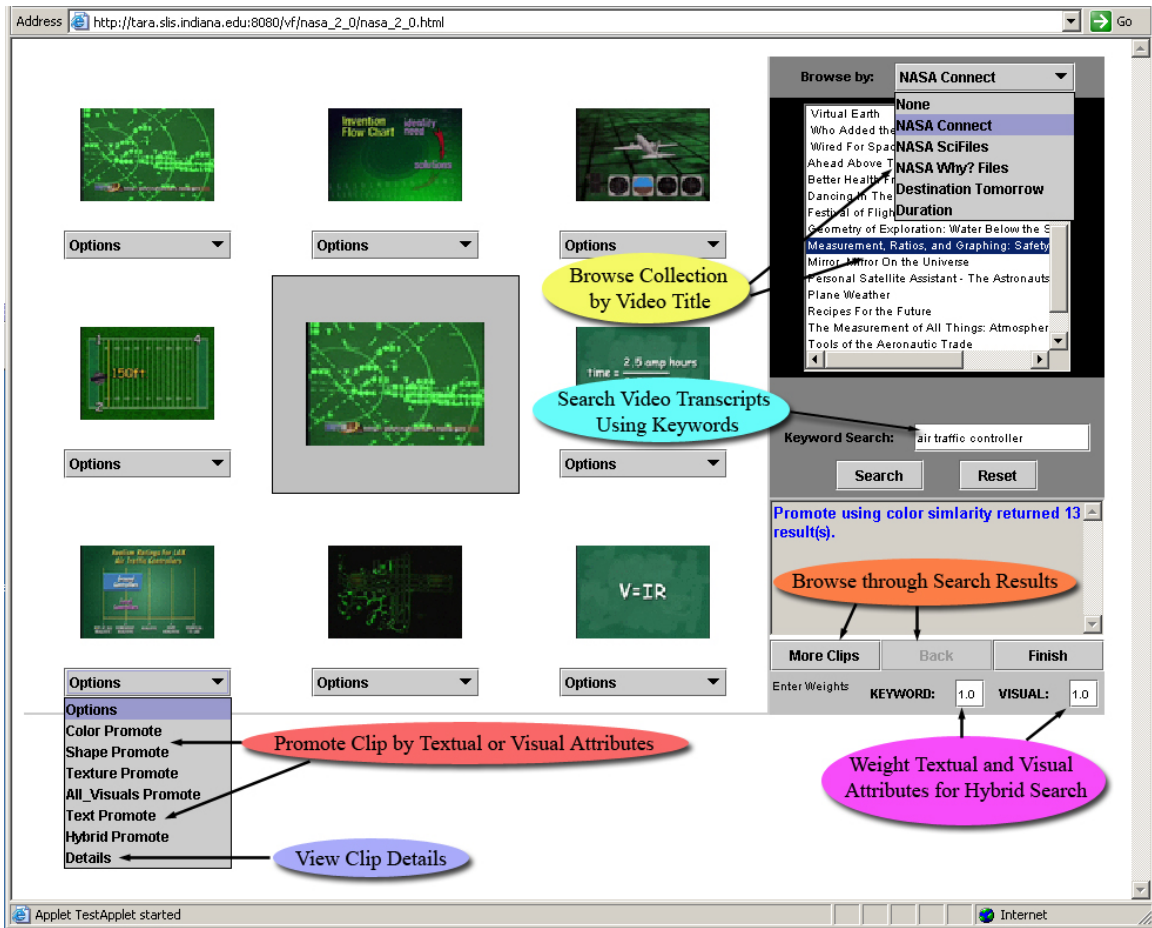 Address http://tara.slis.indiana.edu:8080/vf/nasa_2_0/nasa_2_0.html Go
Invention
Flow Chart
identify
need
solutions
Options
Options
Options
1
4
150ft
2
time = 2.5 amp hours
Options
Options
Air Traffic Controllers
V=IR
Options
Options
Options
Options
Color Promote
Shape Promote
Texture Promote
All_Visuals Promote
Text Promote
Hybrid Promote
Details
Promote Clip by Textual or Visual Attributes
View Clip Details
Browse by: NASA Connect
None
NASA Connect
NASA SciFiles
NASA Why? Files
Destination Tomorrow
Duration
Virtual Earth
Who Added the
Wired For Spac
Ahead Above T
Better Health Fr
Dancing In The
Festival of Fligh
Geometry of Exploration: Water Below the S
Measurement, Ratios, and Graphing: Safety
Mirror, Mirror On the Universe
Personal Satellite Assistant - The Astronauts
Plane Weather
Recipes For the Future
The Measurement of All Things: Atmospher
Tools of the Aeronautic Trade
Browse Collection
by Video Title
Search Video Transcripts
Using Keywords
Keyword Search: air traffic controller
Search Reset
Promote using color simlarity returned 13
result(s).
Browse through Search Results
More Clips Back Finish
Enter Weights KEYWORD: 1.0 VISUAL: 1.0
Weight Textual and Visual
Attributes for Hybrid Search
Applet TestApplet started Internet